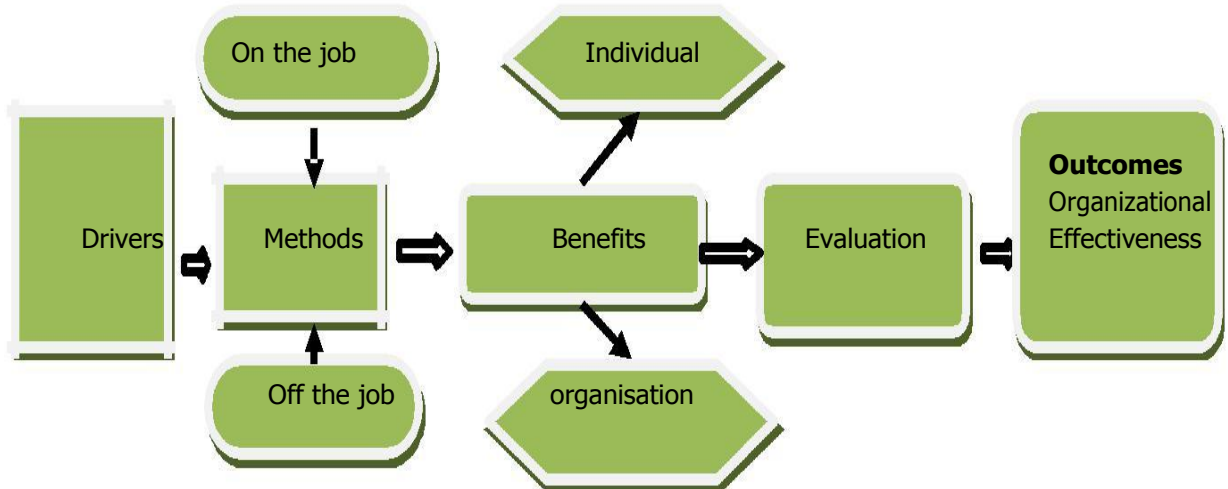 On the job
Individual
Drivers
Methods
Benefits
Evaluation
Outcomes
Organizational
Effectiveness
Off the job
organisation